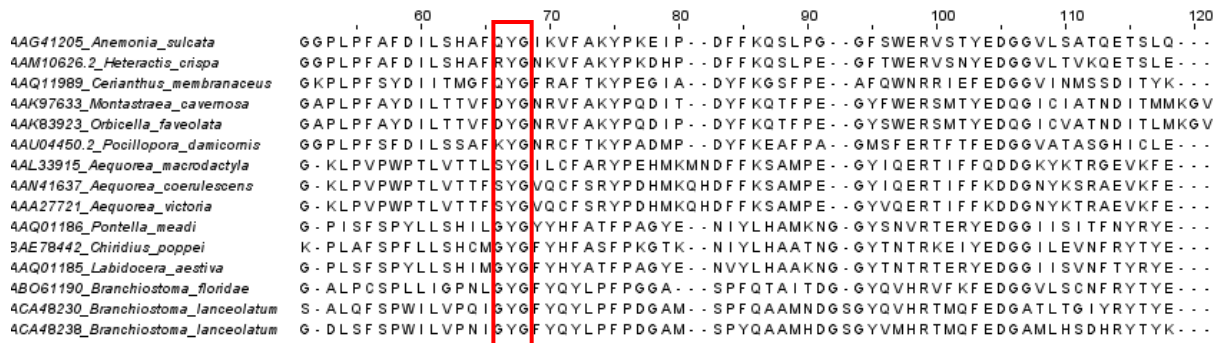 60 70 80 90 100 110 120
AAG41205_Anemonia_sulcata GGPLPFAFDILSHAFQYGIKVFAKYPKEIP--DFFKQSLPG--GFSWERVSTYEDGGVLSATQETSLQ---
AAM10626.2_Heteractis_crispa GGPLPFAFDILSHAFRYGNKVFAKYPKDHP--DFFKQSLPE--GFTWERVSNYEDGGVLTVKQETSLE---
AAQ11989_Cerianthus_membranaceus GKPLPFSYDIITMGFQYGFRAFTKYPEGIA--DYFKGSFPE--AFQWNRRIEFEDGGVINMSSDITYK---
AAK97633_Montastraea_cavernosa GAPLPFAYDILTTVFDYGNRVFAKYPQDIT--DYFKQTFPE--GYFWERSMTYEDQGICIATNDITMMKGV
AAK83923_Orbicella_faveolata GAPLPFAYDILTTVFDYGNRVFAKYPQDIP--DYFKQTFPE--GYSWERSMTYEDQGICVATNDITLMKGV
AAU04450.2_Pocillopora_damicornis GGPLPFSFDILSSAFKYGNRCFTKYPADMP--DYFKEAFPA--GMSFERTFTFEDGGVATASGHICLE---
AAL33915_Aequorea_macrodactyla G-KLPVPWPTLVTTLSYGILCFARYPEHMKMNDFFKSAMPE--GYIQERTIFFQDDGKYKTRGEVKFE---
AAN41637_Aequorea_coerulescens G-KLPVPWPTLVTTFSYGVQCFSRYPDHMKQHDFFKSAMPE--GYIQERTIFFKDDGNYKSRAEVKFE---
AAA27721_Aequorea_victoria G-KLPVPWPTLVTTFSYGVQCFSRYPDHMKQHDFFKSAMPE--GYVQERTIFFKDDGNYKTRAEVKFE---
AAQ01186_Pontella_meadi G-PISFSPYLLSHILGYGYYHFATFPAGYE--NIYLHAMKNG-GYSNVRTERYEDGGIISITFNYRYE---
BAE78442_Chiridius_poppei K-PLAFSPFLLSHCMGYGFYHFASFPKGTK--NIYLHAATNG-GYTNTRKEIYEDGGILEVNFRYTYE---
AAQ01185_Labidocera_aestiva G-PLSFSPYLLSHIMGYGFYHYATFPAGYE--NVYLHAAKNG-GYTNTRTERYEDGGIISVNFTYRYE---
ABO61190_Branchiostoma_floridae G-ALPCSPLLIGPNLGYGFYQYLPFPGGA---SPFQTAITDG-GYQVHRVFKFEDGGVLSCNFRYTYE---
ACA48230_Branchiostoma_lanceolatum S-ALQFSPWILVPQIGYGFYQYLPFPDGAM--SPFQAAMNDGSGYQVHRTMQFEDGATLTGIYRYTYE---
ACA48238_Branchiostoma_lanceolatum G-DLSFSPWILVPNIGYGFYQYLPFPDGAM--SPYQAAMHDGSGYVMHRTMQFEDGAMLHSDHRYTYK---